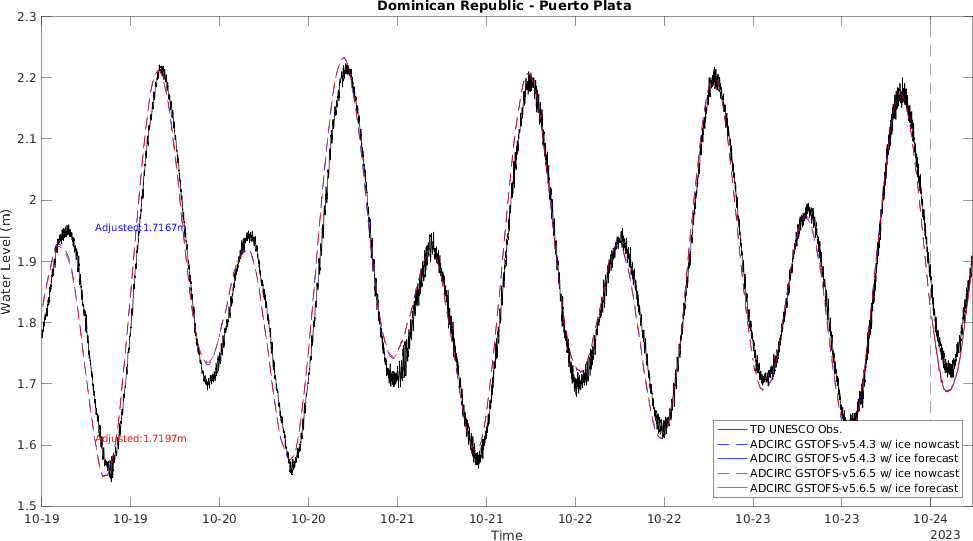 Dominican Republic - Puerto Plata
2.3
2.2
2.1
2
1.9
1.8
1.7
1.6
1.5
Water Level (m)
Adjusted:1.7167m
Adjusted:1.7197m
TD UNESCO Obs.
ADCIRC GSTOFS-v5.4.3 w/ ice nowcast
ADCIRC GSTOFS-v5.4.3 w/ ice forecast
ADCIRC GSTOFS-v5.6.5 w/ ice nowcast
ADCIRC GSTOFS-v5.6.5 w/ ice forecast
10-19 10-19 10-20 10-20 10-21 10-21 10-22 10-22 10-23 10-23 10-24
Time
2023